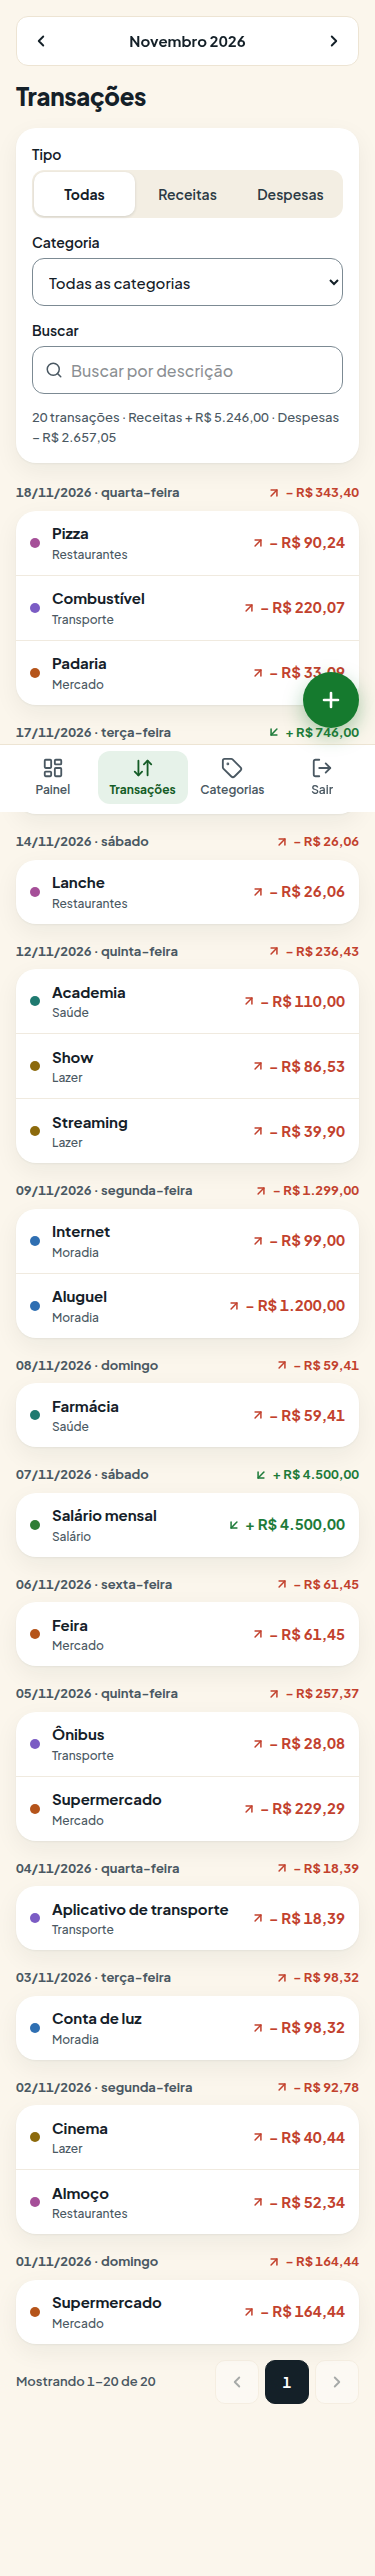 Novembro 2026
Transações
Tipo
Todas
Receitas
Despesas
Categoria
Todas as categorias
Buscar
Buscar por descrição
20 transações · Receitas + R$ 5.246,00 · Despesas
− R$ 2.657,05
18/11/2026 · quarta-feira − R$ 343,40
Pizza
Restaurantes
− R$ 90,24
Combustível
Transporte
− R$ 220,07
Padaria
Mercado
− R$ 33,09
17/11/2026 · terça-feira + R$ 746,00
Painel
Transações
Categorias
Sair
14/11/2026 · sábado − R$ 26,06
Lanche
Restaurantes
− R$ 26,06
12/11/2026 · quinta-feira − R$ 236,43
Academia
Saúde
− R$ 110,00
Show
Lazer
− R$ 86,53
Streaming
Lazer
− R$ 39,90
09/11/2026 · segunda-feira − R$ 1.299,00
Internet
Moradia
− R$ 99,00
Aluguel
Moradia
− R$ 1.200,00
08/11/2026 · domingo − R$ 59,41
Farmácia
Saúde
− R$ 59,41
07/11/2026 · sábado + R$ 4.500,00
Salário mensal
Salário
+ R$ 4.500,00
06/11/2026 · sexta-feira − R$ 61,45
Feira
Mercado
− R$ 61,45
05/11/2026 · quinta-feira − R$ 257,37
Ônibus
Transporte
− R$ 28,08
Supermercado
Mercado
− R$ 229,29
04/11/2026 · quarta-feira − R$ 18,39
Aplicativo de transporte
Transporte
− R$ 18,39
03/11/2026 · terça-feira − R$ 98,32
Conta de luz
Moradia
− R$ 98,32
02/11/2026 · segunda-feira − R$ 92,78
Cinema
Lazer
− R$ 40,44
Almoço
Restaurantes
− R$ 52,34
01/11/2026 · domingo − R$ 164,44
Supermercado
Mercado
− R$ 164,44
Mostrando 1–20 de 20
1